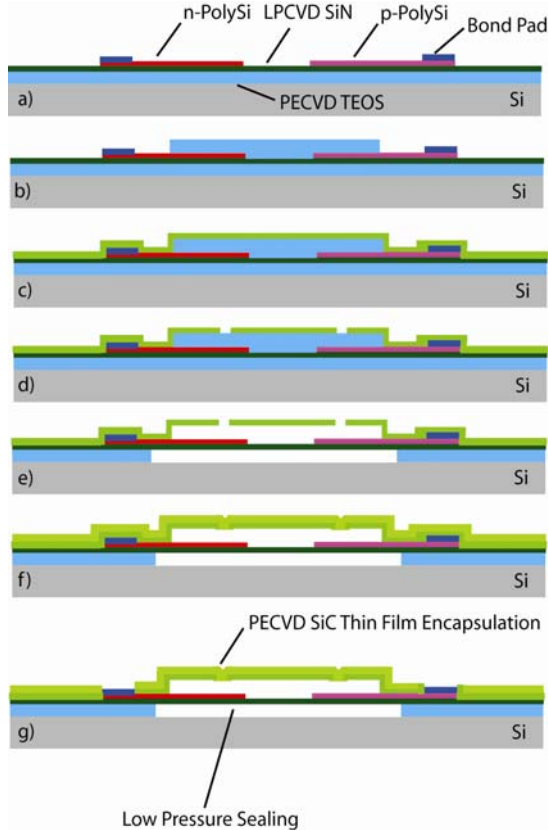 n-PolySi LPCVD SiN p-PolySi
Bond Pad
PECVD TEOS
a) Si
b) Si
c) Si
d) Si
e) Si
f) Si
PECVD SiC Thin Film Encapsulation
g) Si
Low Pressure Sealing